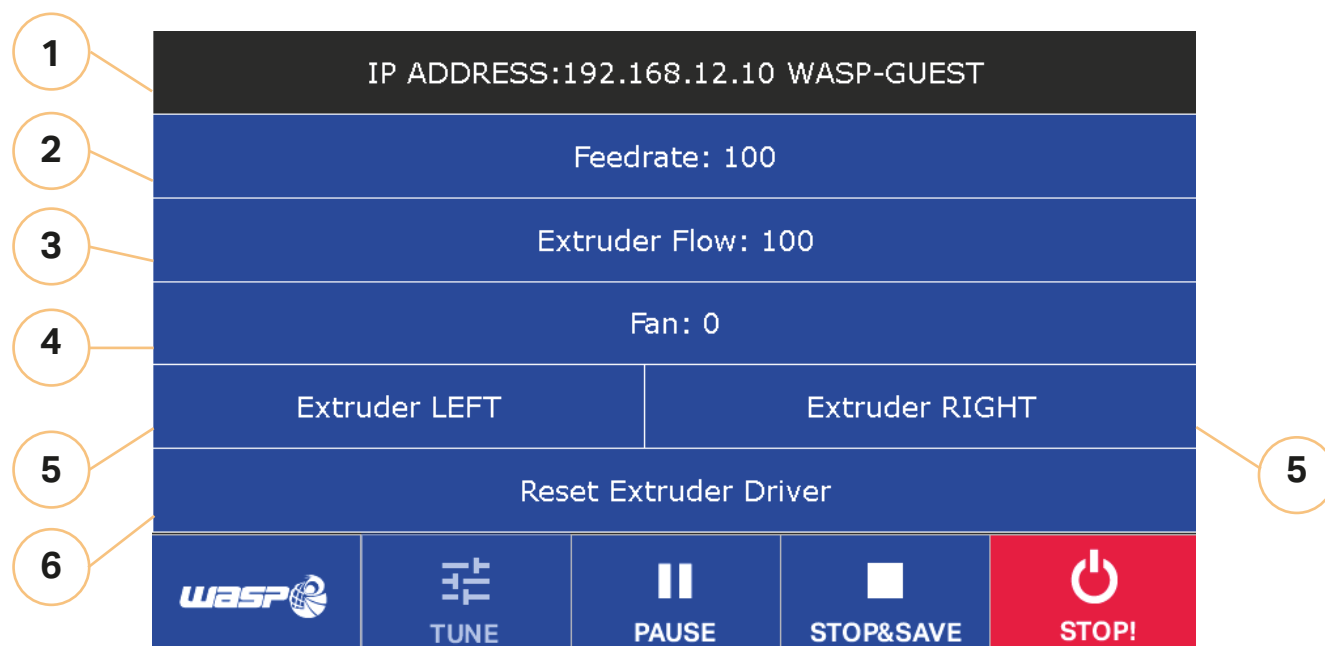 1
IP ADDRESS:192.168.12.10 WASP-GUEST
2
Feedrate: 100
3
Extruder Flow: 100
4
Fan: 0
Extruder LEFT Extruder RIGHT
5 5
Reset Extruder Driver
6
wasp TUNE PAUSE STOP&SAVE STOP!